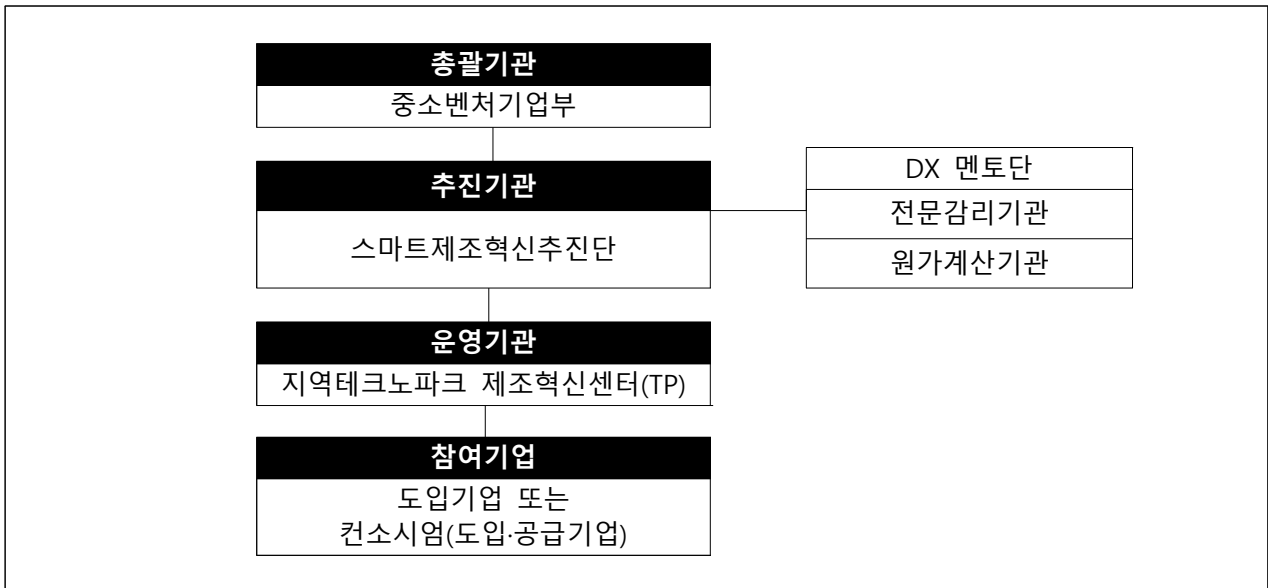 총괄기관
중소벤처기업부
추진기관
스마트제조혁신추진단
DX 멘토단
전문감리기관
원가계산기관
운영기관
지역테크노파크 제조혁신센터(TP)
참여기업
도입기업 또는
컨소시엄(도입·공급기업)